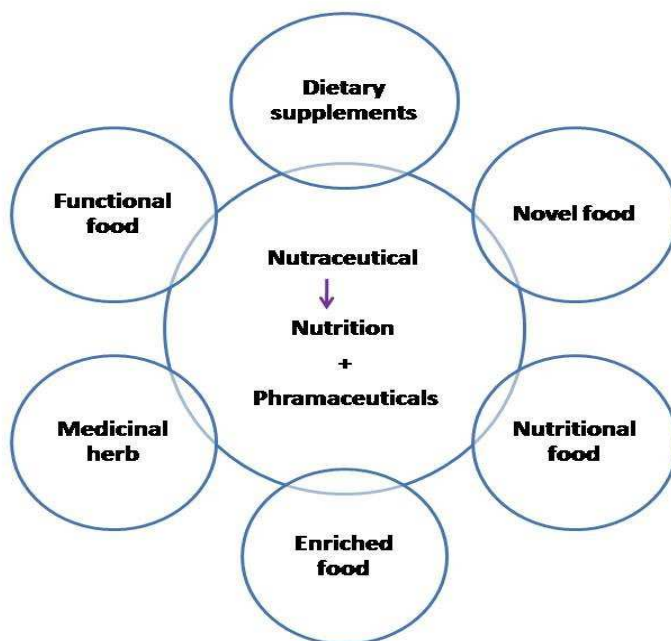 Dietary
supplements
Functional
food
Novel food
Nutraceutical
Nutrition
+
Phramaceuticals
Medicinal
herb
Nutritional
food
Enriched
food